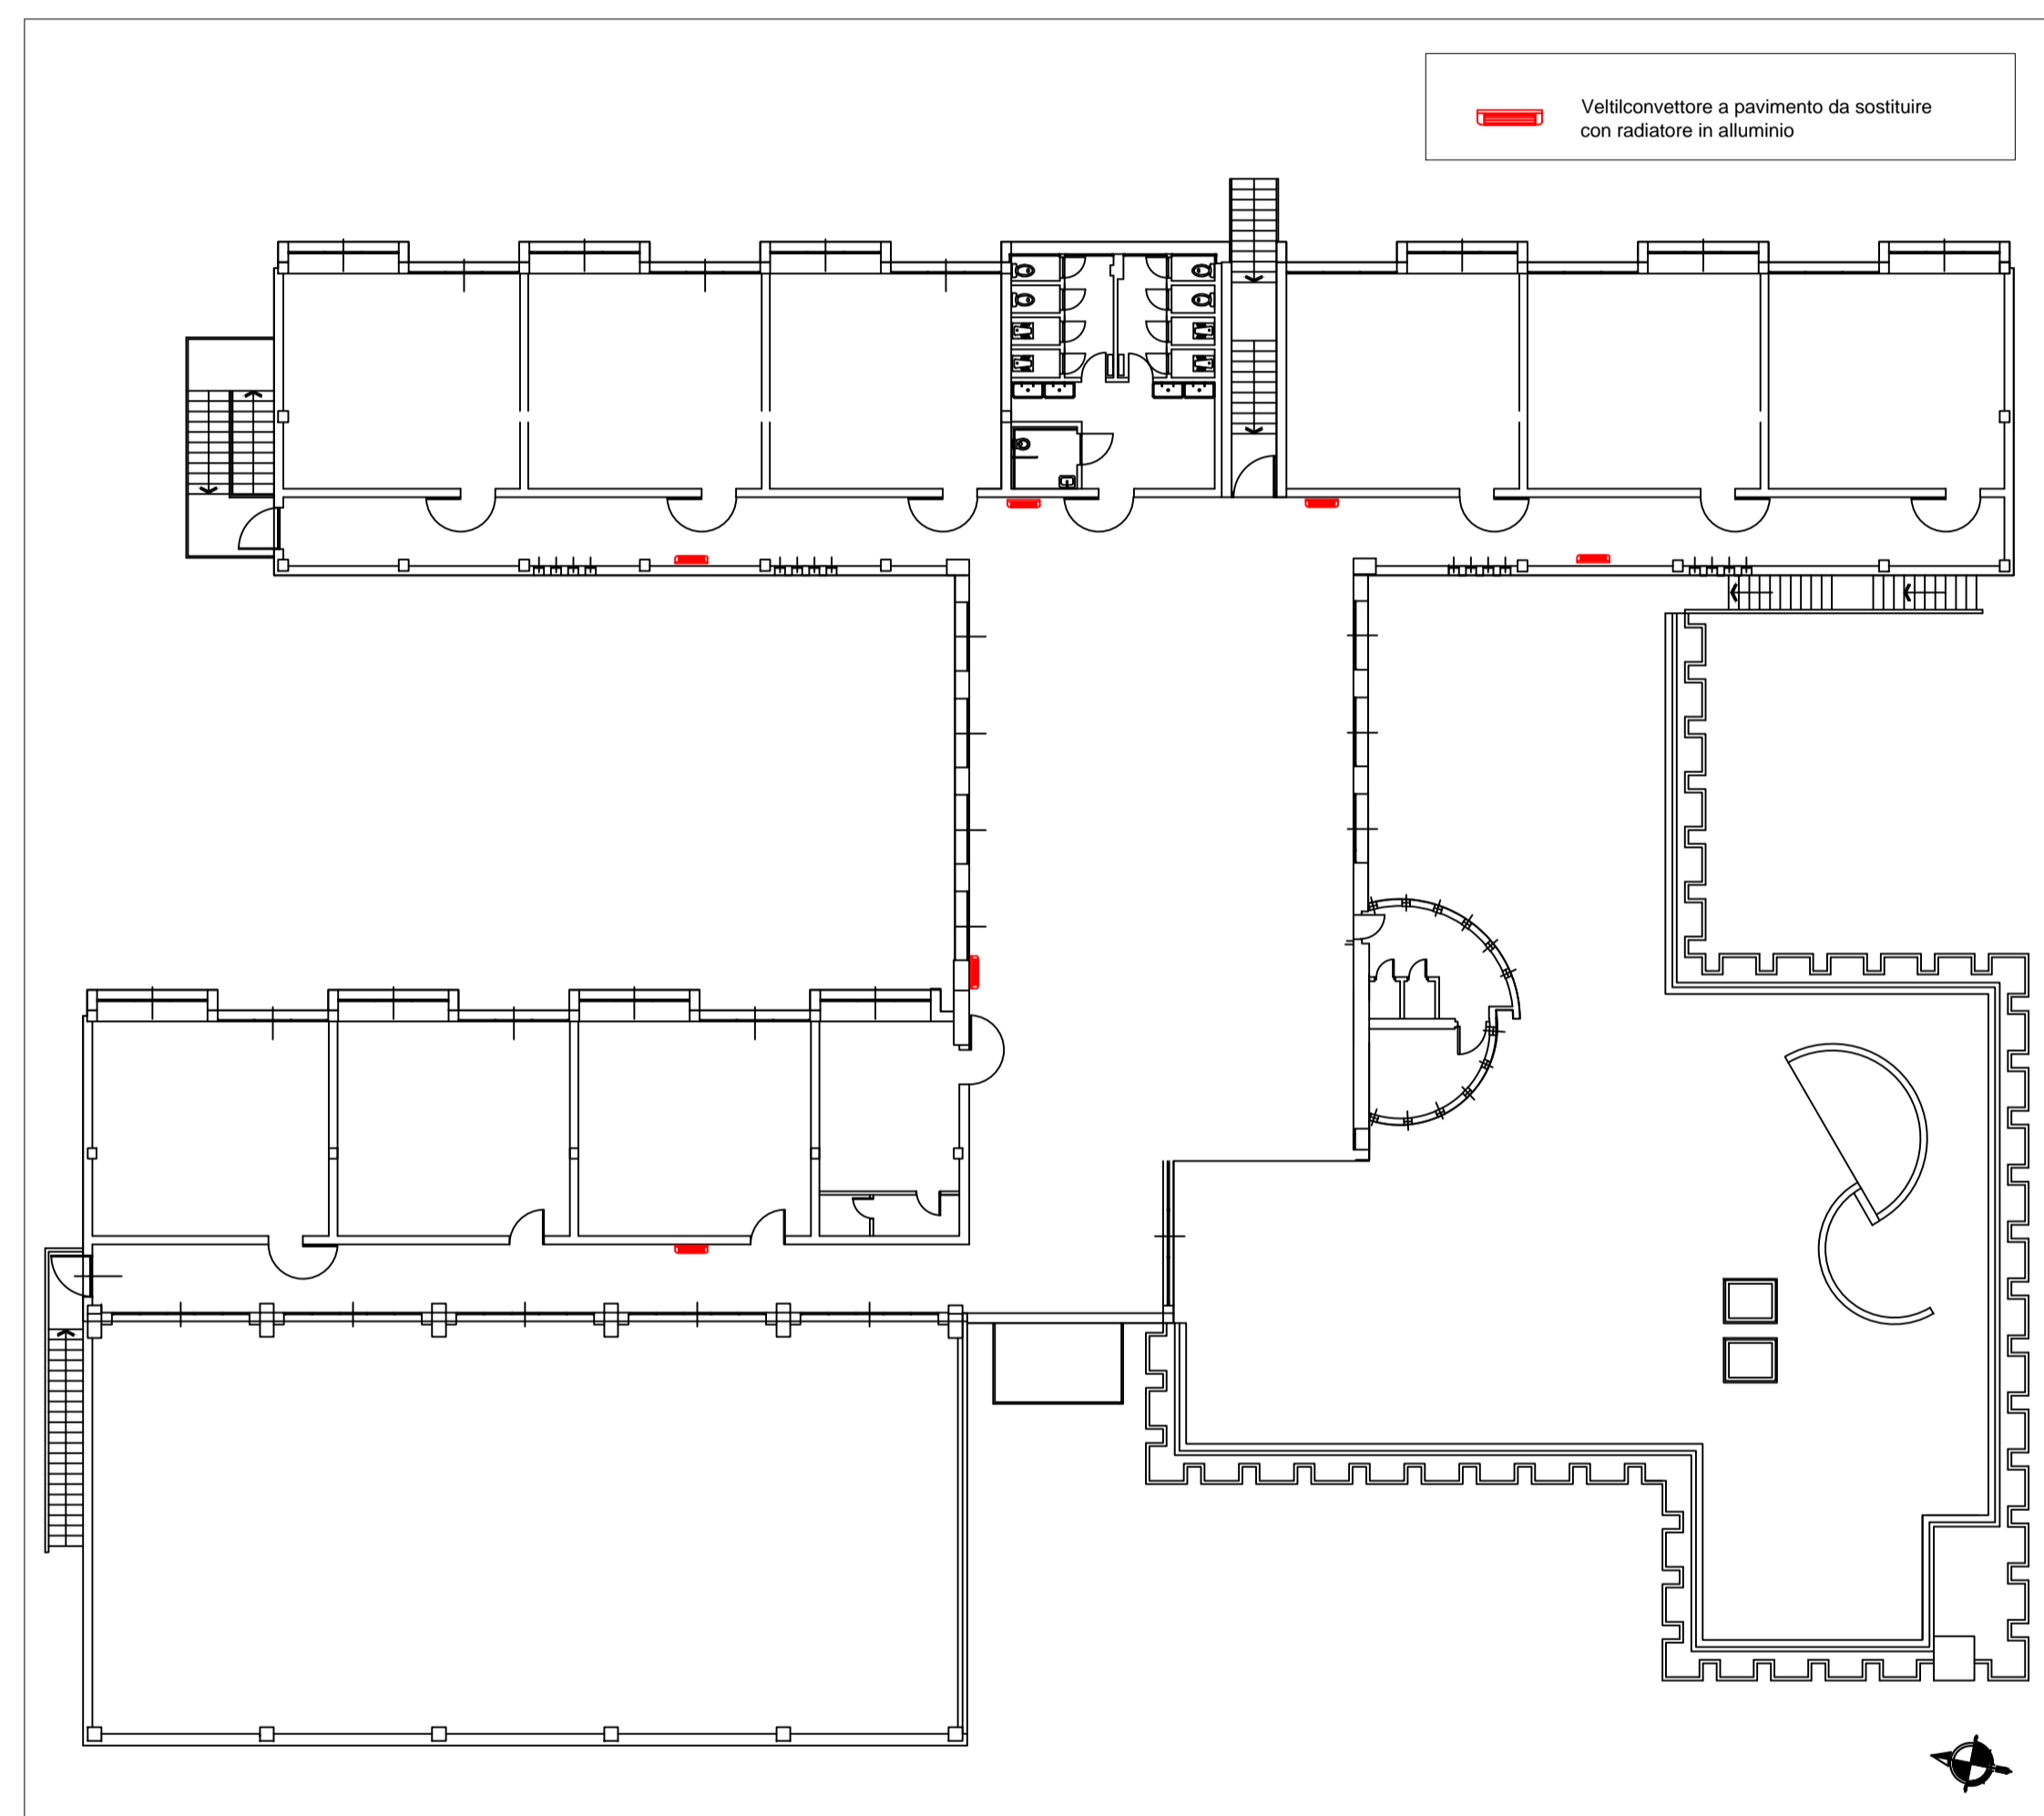 Veltilconvettore a pavimento da sostituire
con radiatore in alluminio